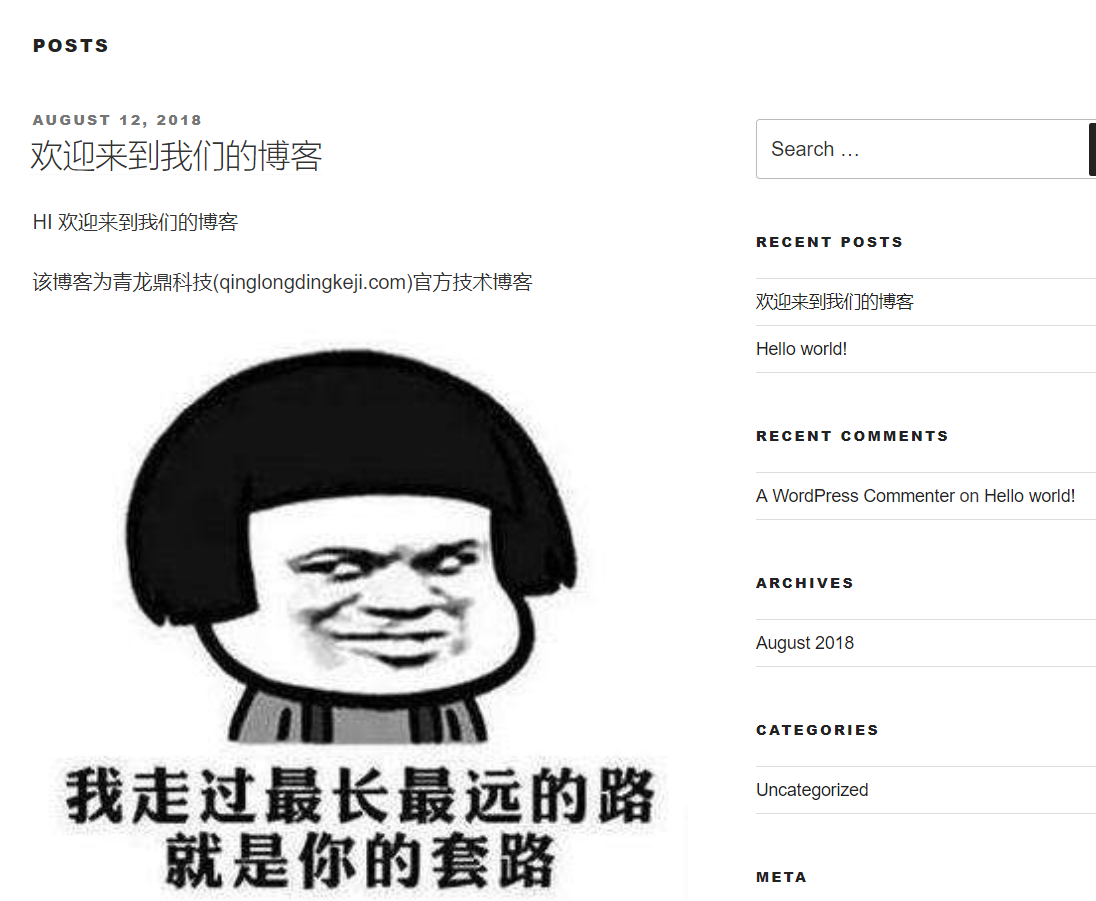 POSTS
AUGUST 12, 2018
欢迎来到我们的博客
HI 欢迎来到我们的博客
该博客为青龙鼎科技(qinglongdingkeji.com)官方技术博客
我走过最长最远的路
就是你的套路
Search …
RECENT POSTS
欢迎来到我们的博客
Hello world!
RECENT COMMENTS
A WordPress Commenter on Hello world!
ARCHIVES
August 2018
CATEGORIES
Uncategorized
META